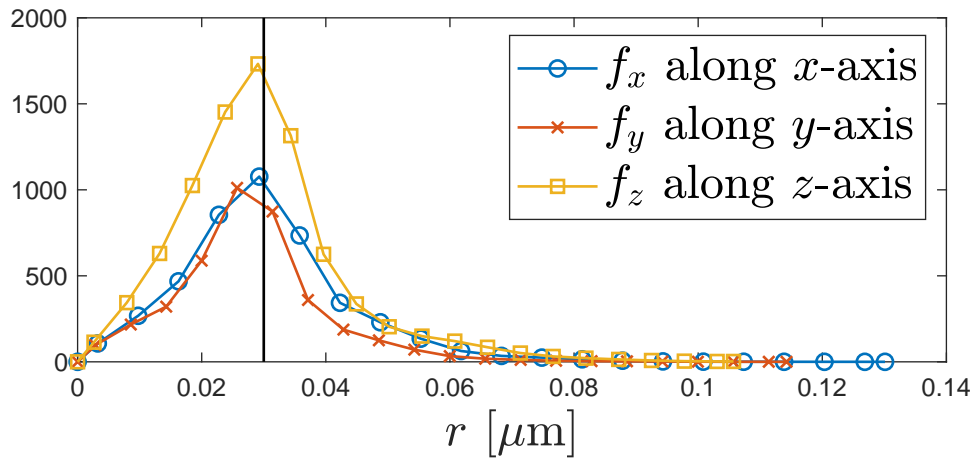 2000
1500
1000
500
0
f_x along x-axis
f_y along y-axis
f_z along z-axis
0 0.02 0.04 0.06 0.08 0.1 0.12 0.14
r [μm]